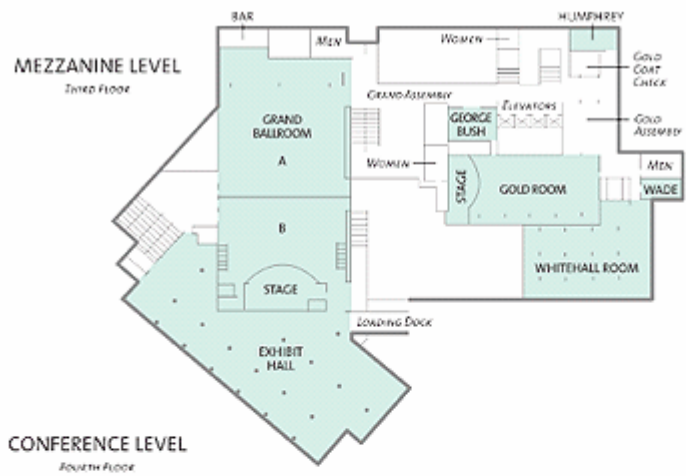 BAR
HUMPHREY
MEN
WOMEN
MEZZANINE LEVEL
THIRD FLOOR
GOLD
COAT
CHECK
GRAND ASSEMBLY
ELEVATORS
GRAND
BALLROOM
GEORGE
BUSH
GOLD
ASSEMBLY
A
WOMEN
MEN
STAGE
GOLD ROOM
WADE
B
WHITEHALL ROOM
STAGE
LOADING DOCK
EXHIBIT
HALL
CONFERENCE LEVEL
FOURTH FLOOR